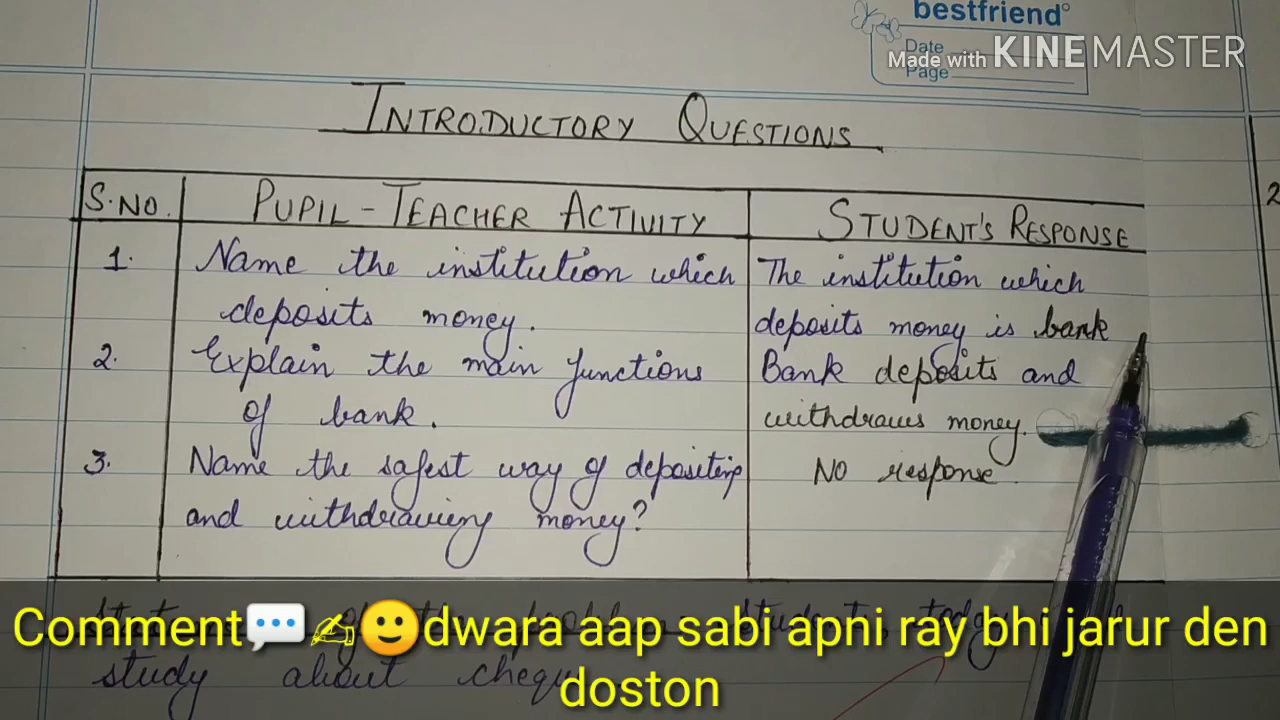 bestfriend
Date
Page
Made with KINEMASTER
INTRODUCTORY QUESTIONS
S.NO. PUPIL-TEACHER ACTIVITY STUDENT'S RESPONSE
1. Name the institution which The institution which
deposits money. deposits money is bank
2. Explain the main functions Bank deposits and
of bank. withdraws money.
3. Name the safest way of depositing No response.
and withdrawing money?
2
students, today
study about
Comment💬✍🙂dwara aap sabi apni ray bhi jarur den
doston